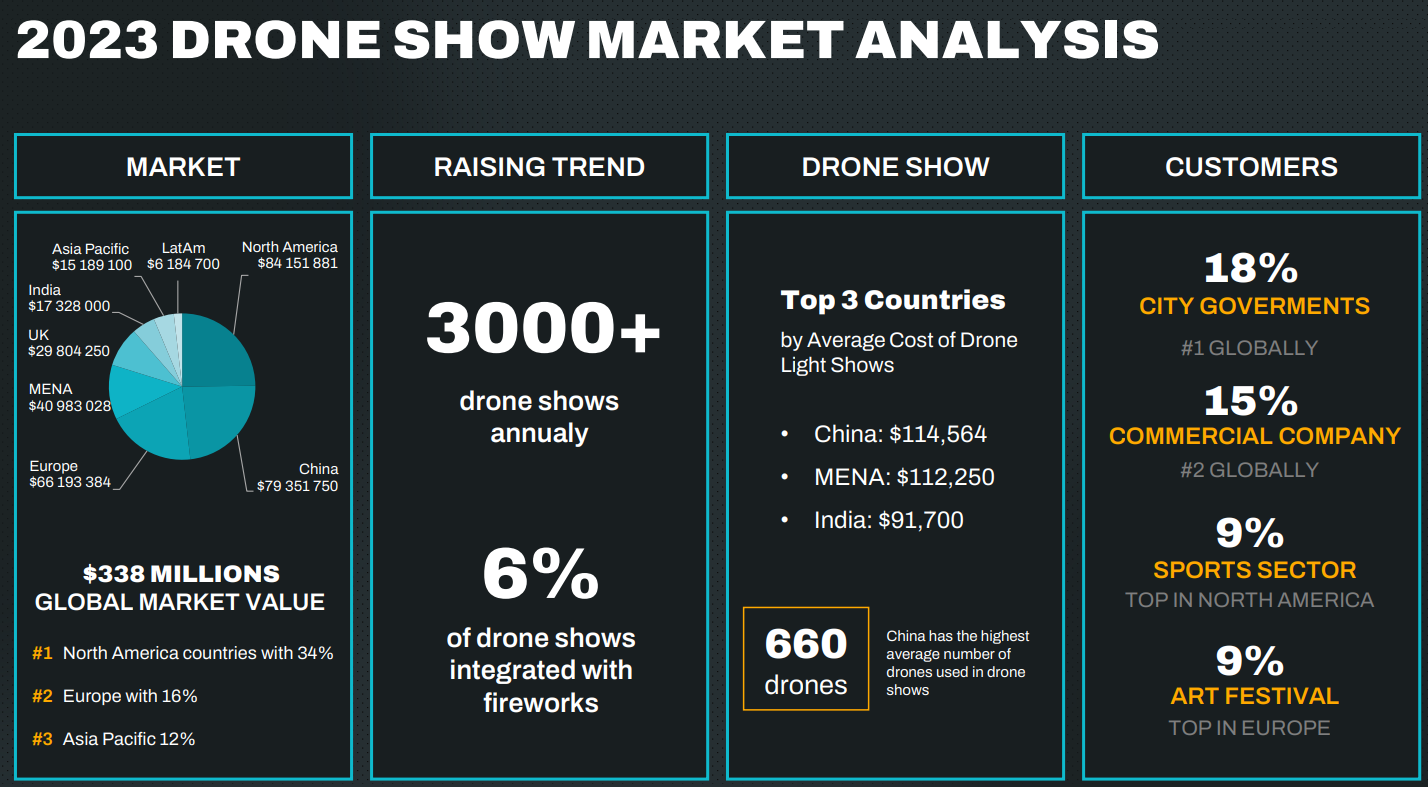 2023 DRONE SHOW MARKET ANALYSIS
MARKET
Asia Pacific
$15 189 100
LatAm
$6 184 700
North America
$84 151 881
India
$17 328 000
UK
$29 804 250
MENA
$40 983 028
Europe
$66 193 384
China
$79 351 750
$338 MILLIONS
GLOBAL MARKET VALUE
#1 North America countries with 34%
#2 Europe with 16%
#3 Asia Pacific 12%
RAISING TREND
3000+
drone shows
annualy
6%
of drone shows
integrated with
fireworks
DRONE SHOW
Top 3 Countries
by Average Cost of Drone
Light Shows
• China: $114,564
• MENA: $112,250
• India: $91,700
660
drones
China has the highest
average number of
drones used in drone
shows
CUSTOMERS
18%
CITY GOVERMENTS
#1 GLOBALLY
15%
COMMERCIAL COMPANY
#2 GLOBALLY
9%
SPORTS SECTOR
TOP IN NORTH AMERICA
9%
ART FESTIVAL
TOP IN EUROPE